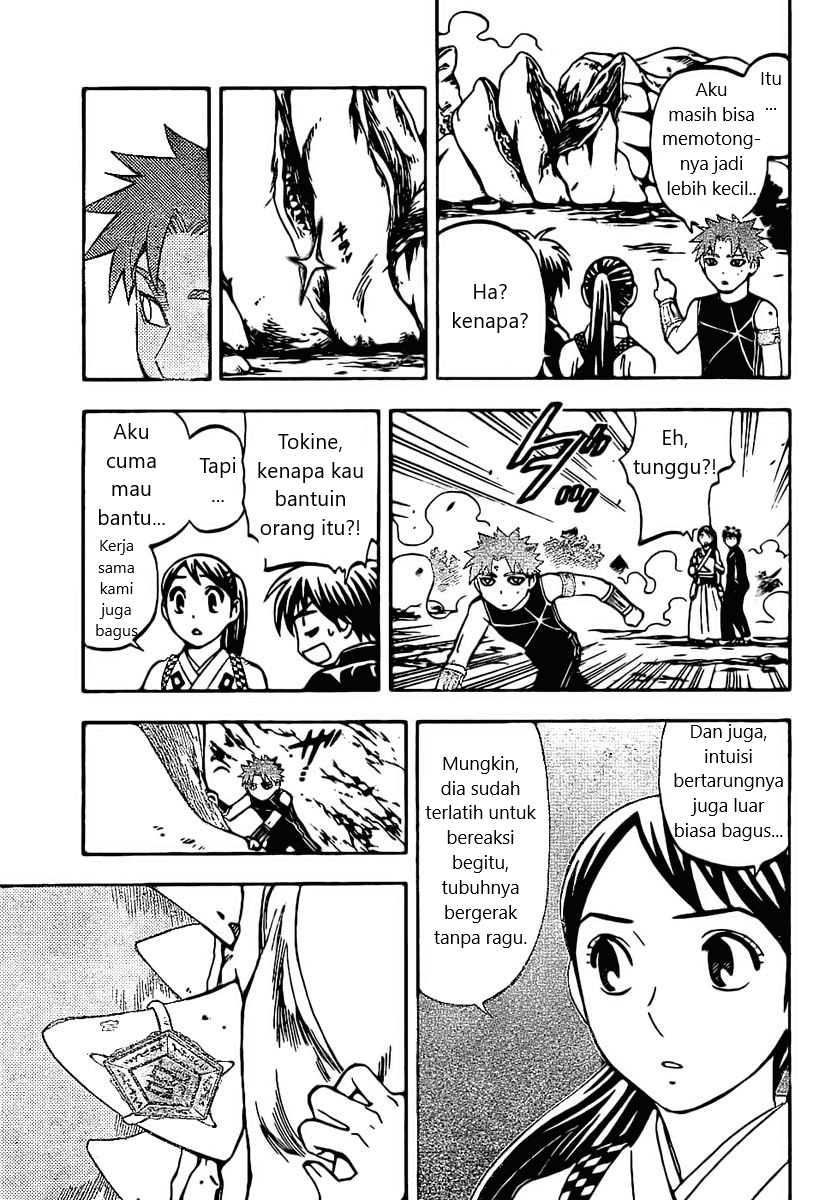 Itu
...
Aku
masih bisa
memotong-
nya jadi
lebih kecil..
Ha?
kenapa?
Eh,
tunggu?!
Tokine,
kenapa kau
bantuin
orang itu?!
Tapi
...
Aku
cuma
mau
bantu...
Kerja
sama
kami
juga
bagus
Dan juga,
intuisi
bertarungnya
juga luar
biasa bagus...
Mungkin,
dia sudah
terlatih untuk
bereaksi
begitu,
tubuhnya
bergerak
tanpa ragu.